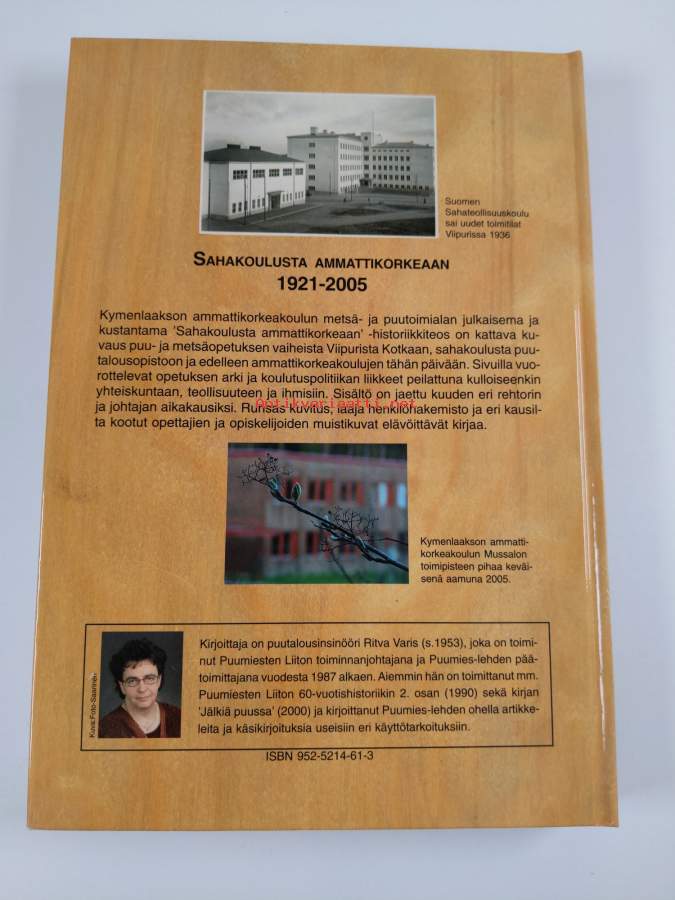 Suomen
Sahateollisuuskoulu
sai uudet toimitilat
Viipurissa 1936
SAHAKOULUSTA AMMATTIKORKEAAN
1921-2005
Kymenlaakson ammattikorkeakoulun metsä- ja puutoimialan julkaisema ja
kustantama 'Sahakoulusta ammattikorkeaan' -historiikkiteos on kattava ku-
vaus puu- ja metsäopetuksen vaiheista Viipurista Kotkaan, sahakoulusta puu-
talousopistoon ja edelleen ammattikorkeakoulujen tähän päivään. Sivuilla vuo-
rottelevat opetuksen arki ja koulutuspolitiikan liikkeet peilattuna kulloiseenkin
yhteiskuntaan, teollisuuteen ja ihmisiin. Sisältö on jaettu kuuden eri rehtorin
ja johtajan aikakausiksi. Runsas kuvitus, laaja henkilöhakemisto ja eri kausil-
ta kootut opettajien ja opiskelijoiden muistikuvat elävöittävät kirjaa.
antikvariaatti.net
Kymenlaakson ammatti-
korkeakoulun Mussalon
toimipisteen pihaa keväi-
senä aamuna 2005.
Kuva:Foto-Saarinen
Kirjoittaja on puutalousinsinööri Ritva Varis (s.1953), joka on toimi-
nut Puumiesten Liiton toiminnanjohtajana ja Puumies-lehden pää-
toimittajana vuodesta 1987 alkaen. Aiemmin hän on toimittanut mm.
Puumiesten Liiton 60-vuotishistoriikin 2. osan (1990) sekä kirjan
'Jälkiä puussa' (2000) ja kirjoittanut Puumies-lehden ohella artikke-
leita ja käsikirjoituksia useisiin eri käyttötarkoituksiin.
ISBN 952-5214-61-3